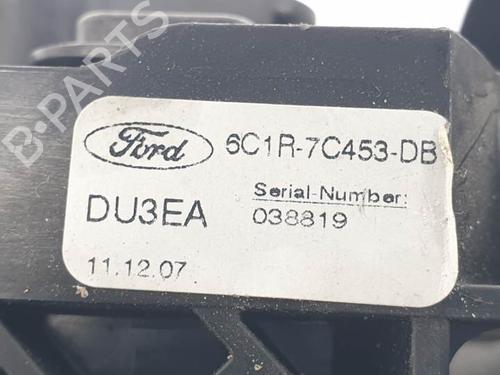 B-PARTS
Ford
6C1R-7C453-DB
DU3EA
Serial-Number:
038819
11.12.07